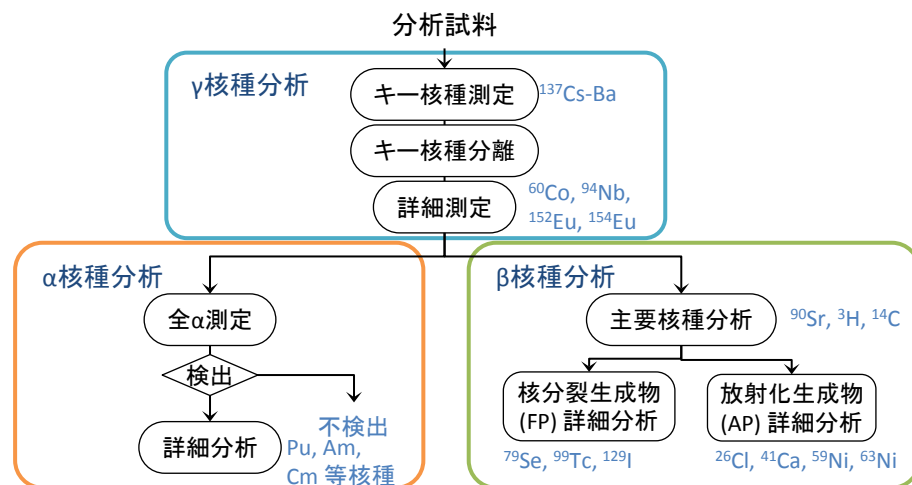 分析試料
γ核種分析
キー核種測定
¹³⁷Cs-Ba
キー核種分離
詳細測定
⁶⁰Co, ⁹⁴Nb,
¹⁵²Eu, ¹⁵⁴Eu
α核種分析
全α測定
検出
不検出
詳細分析
Pu, Am,
Cm 等核種
β核種分析
主要核種分析
⁹⁰Sr, ³H, ¹⁴C
核分裂生成物
(FP) 詳細分析
⁷⁹Se, ⁹⁹Tc, ¹²⁹I
放射化生成物
(AP) 詳細分析
²⁶Cl, ⁴¹Ca, ⁵⁹Ni, ⁶³Ni